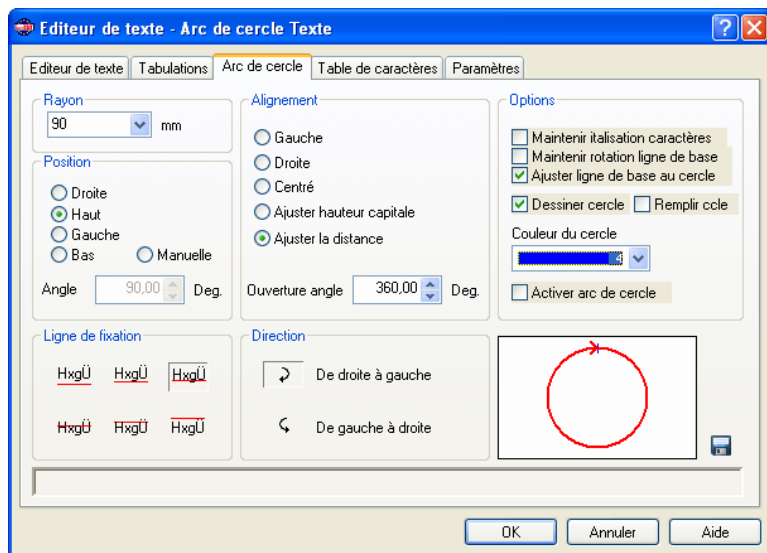 Editeur de texte - Arc de cercle Texte
Editeur de texte
Tabulations
Arc de cercle
Table de caractères
Paramètres
Rayon
90 mm
Position
Droite
Haut
Gauche
Bas
Manuelle
Angle 90,00 Deg.
Alignement
Gauche
Droite
Centré
Ajuster hauteur capitale
Ajuster la distance
Ouverture angle 360,00 Deg.
Options
Maintenir italisation caractères
Maintenir rotation ligne de base
Ajuster ligne de base au cercle
Dessiner cercle
Remplir ccle
Couleur du cercle
4
Activer arc de cercle
Ligne de fixation
HxgÜ HxgÜ HxgÜ
HxgÜ HxgÜ HxgÜ
Direction
De droite à gauche
De gauche à droite
OK
Annuler
Aide